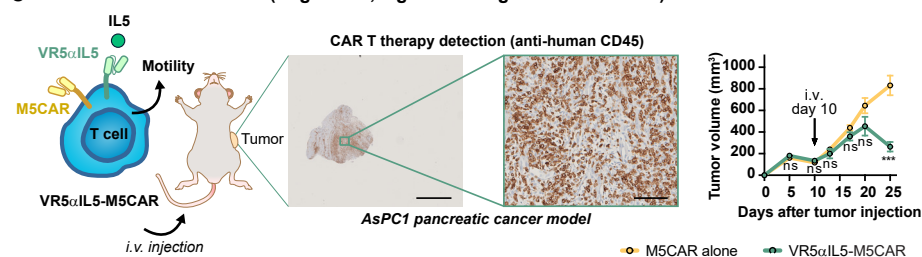 IL5
VR5αIL5
Motility
M5CAR
T cell
VR5αIL5-M5CAR
i.v. injection
Tumor
CAR T therapy detection (anti-human CD45)
AsPC1 pancreatic cancer model
Tumor volume (mm³)
1000
800
600
400
200
0
i.v.
day 10
ns
ns
ns
ns
ns
***
0 5 10 15 20 25
Days after tumor injection
M5CAR alone
VR5αIL5-M5CAR